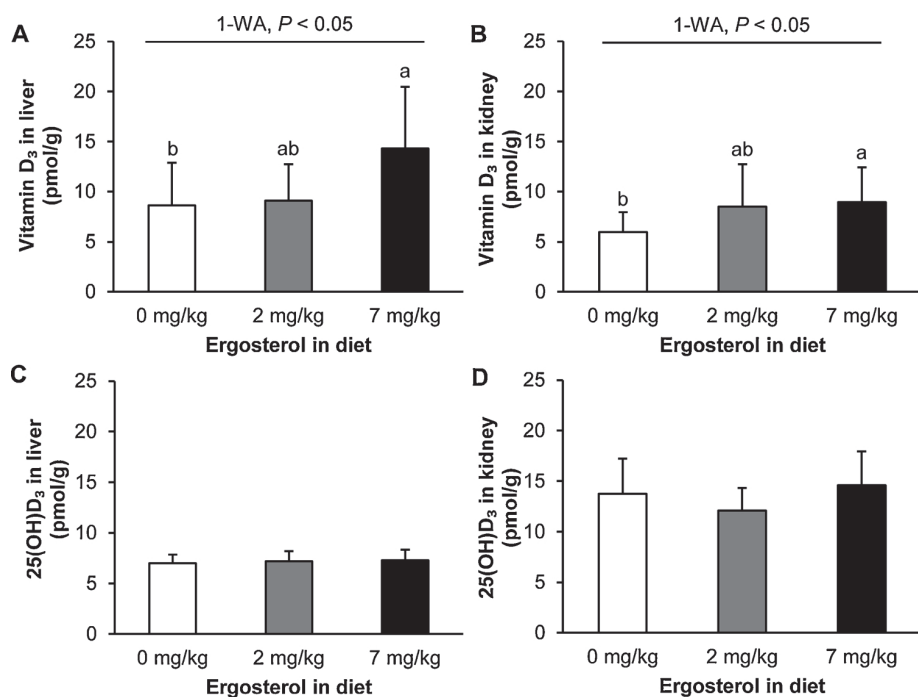 A
1-WA, P < 0.05
Vitamin D₃ in liver
(pmol/g)
25
20
15
10
5
0
b
ab
a
0 mg/kg
2 mg/kg
7 mg/kg
Ergosterol in diet
B
1-WA, P < 0.05
Vitamin D₃ in kidney
(pmol/g)
25
20
15
10
5
0
b
ab
a
0 mg/kg
2 mg/kg
7 mg/kg
Ergosterol in diet
C
25(OH)D₃ in liver
(pmol/g)
25
20
15
10
5
0
0 mg/kg
2 mg/kg
7 mg/kg
Ergosterol in diet
D
25(OH)D₃ in kidney
(pmol/g)
25
20
15
10
5
0
0 mg/kg
2 mg/kg
7 mg/kg
Ergosterol in diet